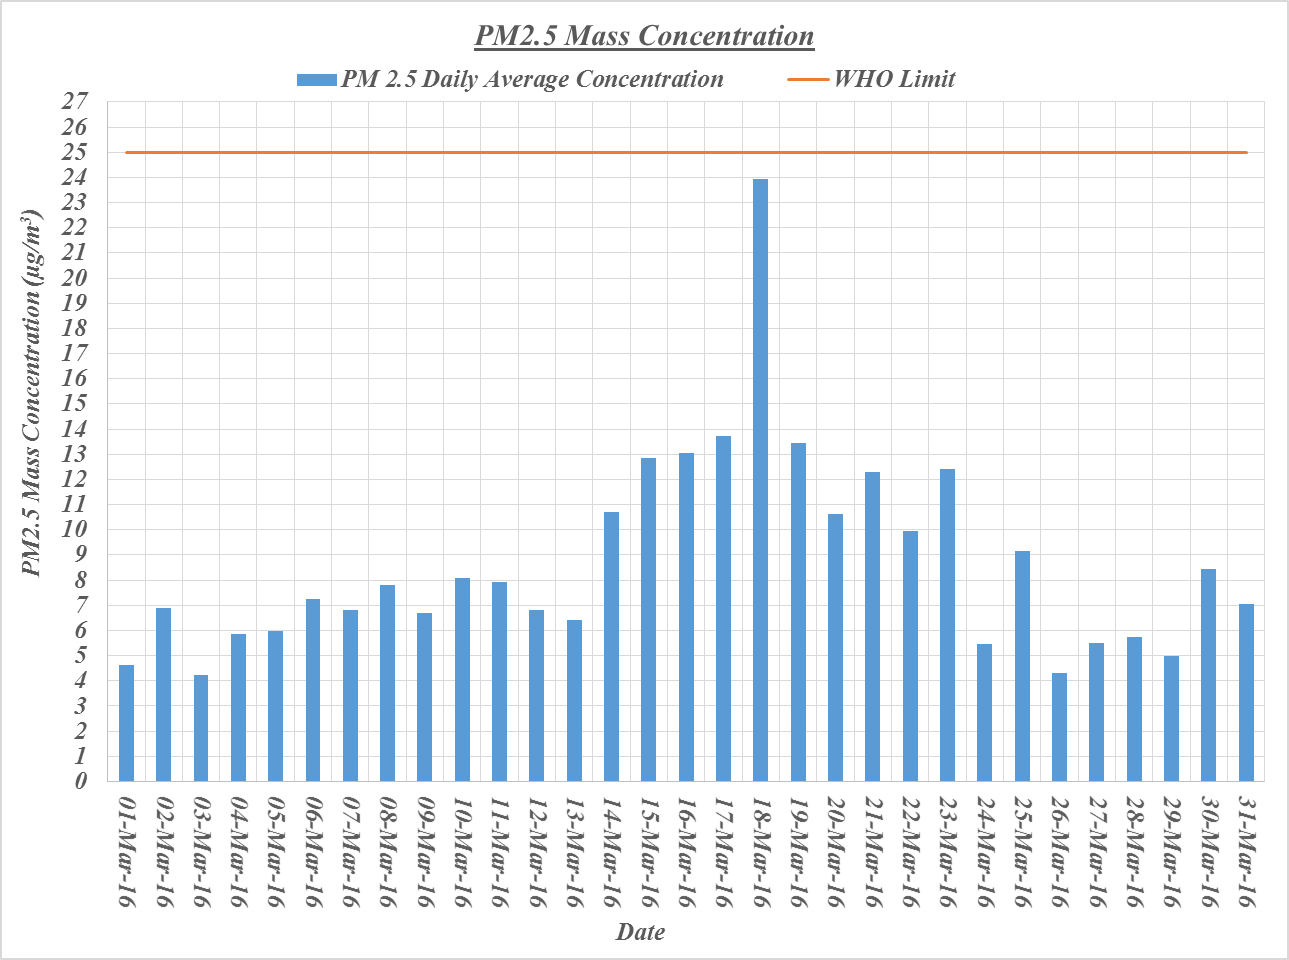 PM2.5 Mass Concentration
PM 2.5 Daily Average Concentration
WHO Limit
PM2.5 Mass Concentration (µg/m³)
27
26
25
24
23
22
21
20
19
18
17
16
15
14
13
12
11
10
9
8
7
6
5
4
3
2
1
0
01-Mar-16
02-Mar-16
03-Mar-16
04-Mar-16
05-Mar-16
06-Mar-16
07-Mar-16
08-Mar-16
09-Mar-16
10-Mar-16
11-Mar-16
12-Mar-16
13-Mar-16
14-Mar-16
15-Mar-16
16-Mar-16
17-Mar-16
18-Mar-16
19-Mar-16
20-Mar-16
21-Mar-16
22-Mar-16
23-Mar-16
24-Mar-16
25-Mar-16
26-Mar-16
27-Mar-16
28-Mar-16
29-Mar-16
30-Mar-16
31-Mar-16
Date